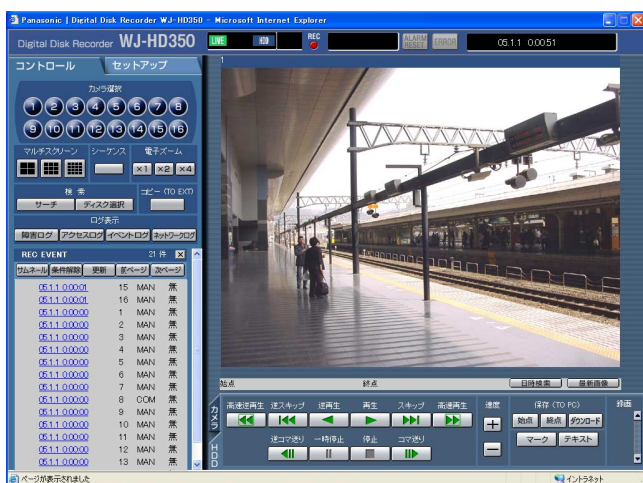 Panasonic | Digital Disk Recorder WJ-HD350 - Microsoft Internet Explorer
Digital Disk Recorder WJ-HD350
LIVE HDD REC ALARM RESET ERROR 05.1.1 0:00:51
コントロール セットアップ
1
カメラ選択
1 2 3 4 5 6 7 8
9 10 11 12 13 14 15 16
マルチスクリーン シーケンス 電子ズーム
×1 ×2 ×4
検 索 コピー (TO EXT)
サーチ ディスク選択
ログ表示
障害ログ アクセスログ イベントログ ネットワークログ
REC EVENT 21 件 X
サムネール 条件解除 更新 前ページ 次ページ
05.1.1 0:00:01 15 MAN 無
05.1.1 0:00:01 16 MAN 無
05.1.1 0:00:00 1 MAN 無
05.1.1 0:00:00 2 MAN 無
05.1.1 0:00:00 3 MAN 無
05.1.1 0:00:00 4 MAN 無
05.1.1 0:00:00 5 MAN 無
05.1.1 0:00:00 6 MAN 無
05.1.1 0:00:00 7 MAN 無
05.1.1 0:00:00 8 COM 無
05.1.1 0:00:00 9 MAN 無
05.1.1 0:00:00 10 MAN 無
05.1.1 0:00:00 11 MAN 無
05.1.1 0:00:00 12 MAN 無
05.1.1 0:00:00 13 MAN 無
始点 終点 日時検索 最新画像
カメラ
HDD
高速逆再生 逆スキップ 逆再生 再生 スキップ 高速再生 速度 保存 (TO PC) 録画
始点 終点 ダウンロード
逆コマ送り 一時停止 停止 コマ送り
マーク テキスト
ページが表示されました イントラネット